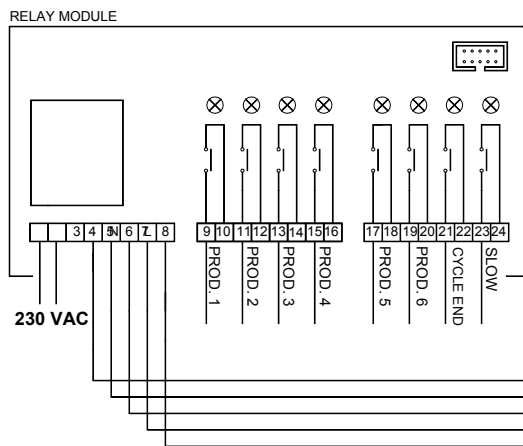 RELAY MODULE
3 4 5N 6 7L 8
9 10 11 12 13 14 15 16
17 18 19 20 21 22 23 24
PROD. 1
PROD. 2
PROD. 3
PROD. 4
PROD. 5
PROD. 6
CYCLE END
SLOW
230 VAC